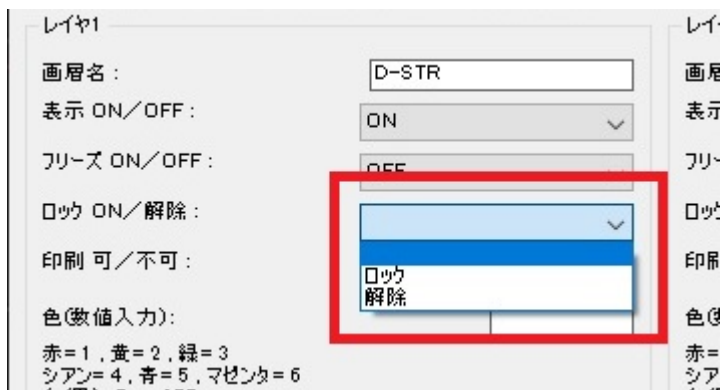 レイヤ1
画層名： D-STR
表示 ON／OFF： ON
フリーズ ON／OFF： OFF
ロック ON／解除：
ロック
印刷 可／不可：
解除
色(数値入力)：
赤=1，黄=2，緑=3
シアン=4，青=5，マゼンタ=6